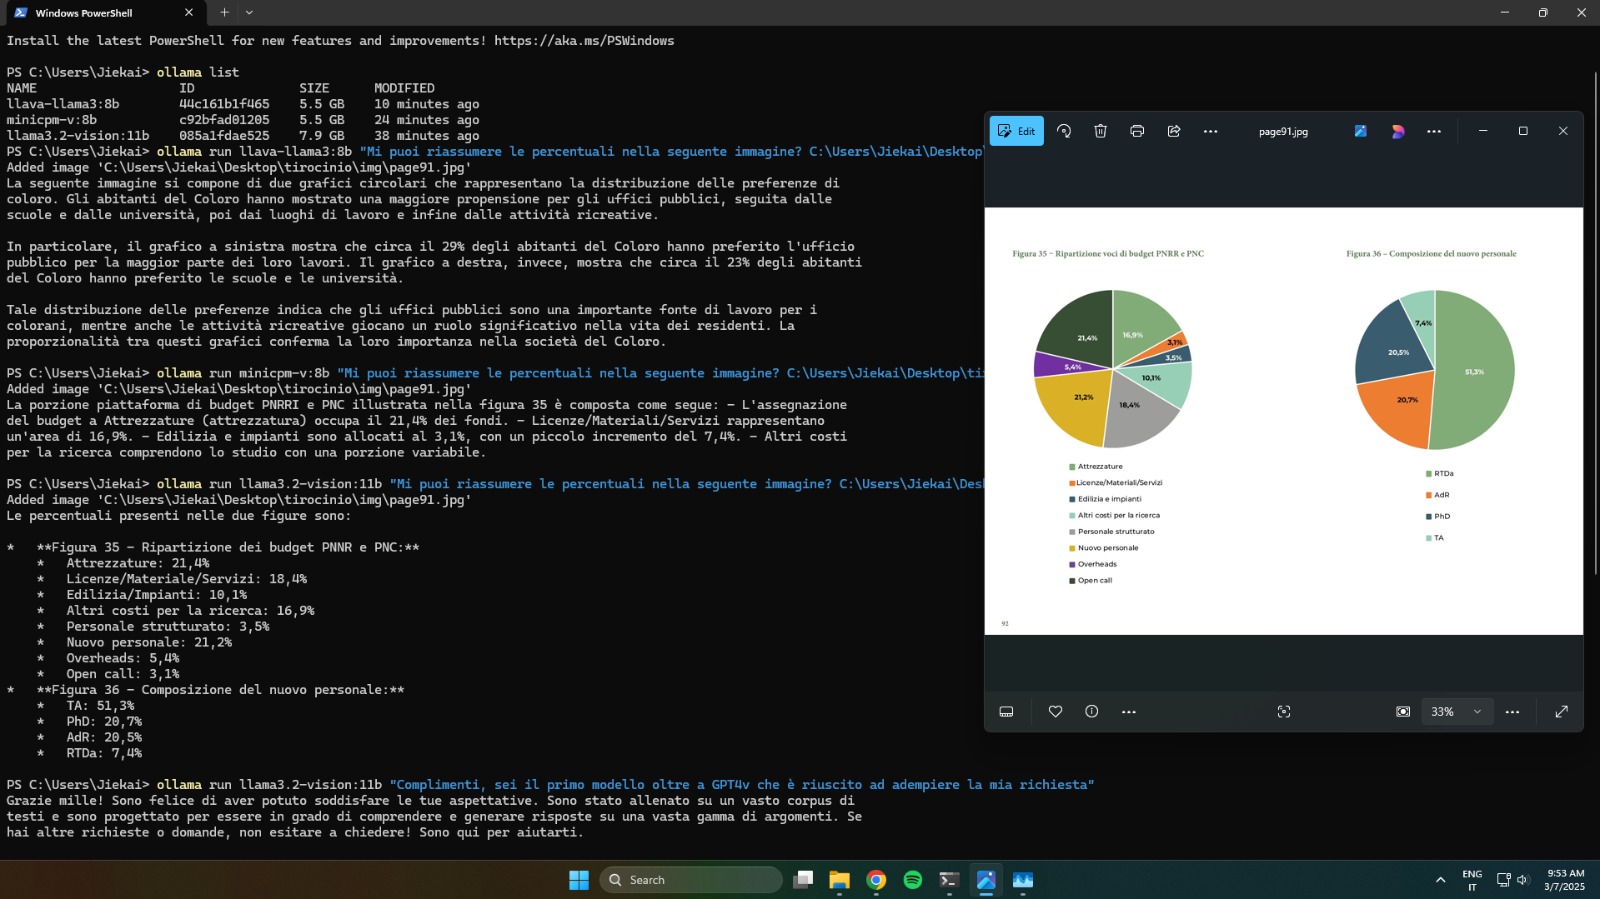 Windows PowerShell
Install the latest PowerShell for new features and improvements! https://aka.ms/PSWindows
PS C:\Users\Jiekai> ollama list
NAME ID SIZE MODIFIED
llava-llama3:8b 44c161b1f465 5.5 GB 10 minutes ago
minicpm-v:8b c92bfad01205 5.5 GB 24 minutes ago
llama3.2-vision:11b 085a1fdae525 7.9 GB 38 minutes ago
PS C:\Users\Jiekai> ollama run llava-llama3:8b "Mi puoi riassumere le percentuali nella seguente immagine? C:\Users\Jiekai\Desktop\
Added image 'C:\Users\Jiekai\Desktop\tirocinio\img\page91.jpg'
La seguente immagine si compone di due grafici circolari che rappresentano la distribuzione delle preferenze di
coloro. Gli abitanti del Coloro hanno mostrato una maggiore propensione per gli uffici pubblici, seguita dalle
scuole e dalle università, poi dai luoghi di lavoro e infine dalle attività ricreative.
In particolare, il grafico a sinistra mostra che circa il 29% degli abitanti del Coloro hanno preferito l'ufficio
pubblico per la maggior parte dei loro lavori. Il grafico a destra, invece, mostra che circa il 23% degli abitanti
del Coloro hanno preferito le scuole e le università.
Tale distribuzione delle preferenze indica che gli uffici pubblici sono una importante fonte di lavoro per i
colorani, mentre anche le attività ricreative giocano un ruolo significativo nella vita dei residenti. La
proporzionalità tra questi grafici conferma la loro importanza nella società del Coloro.
PS C:\Users\Jiekai> ollama run minicpm-v:8b "Mi puoi riassumere le percentuali nella seguente immagine? C:\Users\Jiekai\Desktop\tir
Added image 'C:\Users\Jiekai\Desktop\tirocinio\img\page91.jpg'
La porzione piattaforma di budget PNRRI e PNC illustrata nella figura 35 è composta come segue: - L'assegnazione
del budget a Attrezzature (attrezzatura) occupa il 21,4% dei fondi. - Licenze/Materiali/Servizi rappresentano
un'area di 16,9%. - Edilizia e impianti sono allocati al 3,1%, con un piccolo incremento del 7,4%. - Altri costi
per la ricerca comprendono lo studio con una porzione variabile.
PS C:\Users\Jiekai> ollama run llama3.2-vision:11b "Mi puoi riassumere le percentuali nella seguente immagine? C:\Users\Jiekai\Des
Added image 'C:\Users\Jiekai\Desktop\tirocinio\img\page91.jpg'
Le percentuali presenti nelle due figure sono:
* **Figura 35 - Ripartizione dei budget PNNR e PNC:**
* Attrezzature: 21,4%
* Licenze/Materiale/Servizi: 18,4%
* Edilizia/Impianti: 10,1%
* Altri costi per la ricerca: 16,9%
* Personale strutturato: 3,5%
* Nuovo personale: 21,2%
* Overheads: 5,4%
* Open call: 3,1%
* **Figura 36 - Composizione del nuovo personale:**
* TA: 51,3%
* PhD: 20,7%
* AdR: 20,5%
* RTDa: 7,4%
PS C:\Users\Jiekai> ollama run llama3.2-vision:11b "Complimenti, sei il primo modello oltre a GPT4v che è riuscito ad adempiere la mia richiesta"
Grazie mille! Sono felice di aver potuto soddisfare le tue aspettative. Sono stato allenato su un vasto corpus di
testi e sono progettato per essere in grado di comprendere e generare risposte su una vasta gamma di argomenti. Se
hai altre richieste o domande, non esitare a chiedere! Sono qui per aiutarti.
Edit
page91.jpg
Figura 35 – Ripartizione voci di budget PNRR e PNC
21,4%
16,9%
3,1%
3,5%
5,4%
10,1%
21,2%
18,4%
Attrezzature
Licenze/Materiali/Servizi
Edilizia e impianti
Altri costi per la ricerca
Personale strutturato
Nuovo personale
Overheads
Open call
92
Figura 36 – Composizione del nuovo personale
7,4%
20,5%
51,3%
20,7%
RTDa
AdR
PhD
TA
33%
Search
ENG
IT
9:53 AM
3/7/2025